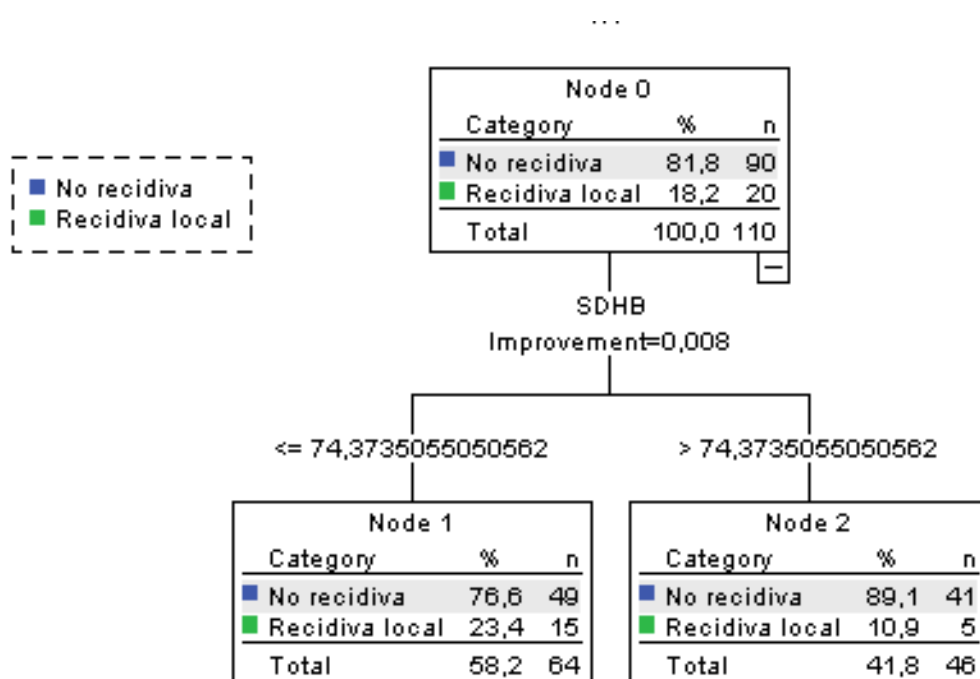 ...
Node 0
Category % n
No recidiva 81,8 90
Recidiva local 18,2 20
Total 100,0 110
No recidiva
Recidiva local
SDHB
Improvement=0,008
<= 74,37355055050562 > 74,37355055050562
Node 1 Node 2
Category % n Category % n
No recidiva 76,6 49 No recidiva 89,1 41
Recidiva local 23,4 15 Recidiva local 10,9 5
Total 58,2 64 Total 41,8 46